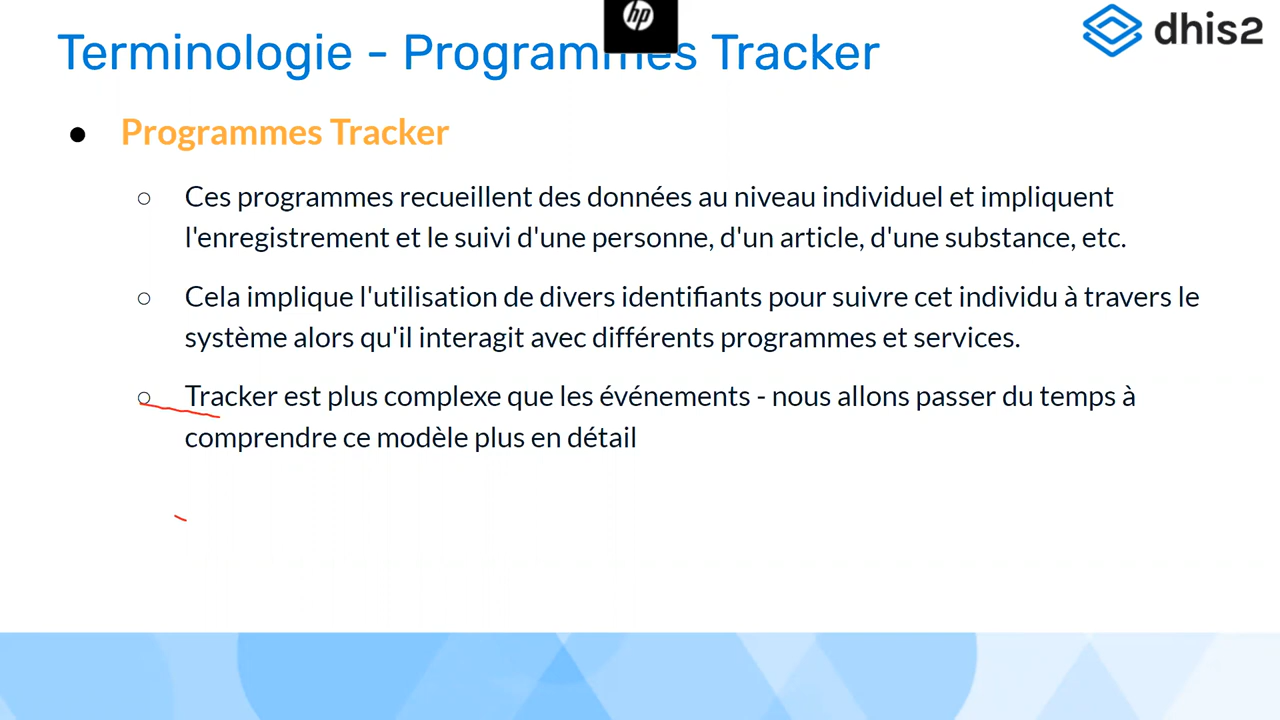 hp
Terminologie - Programmes Tracker
dhis2
● Programmes Tracker
○ Ces programmes recueillent des données au niveau individuel et impliquent
l'enregistrement et le suivi d'une personne, d'un article, d'une substance, etc.
○ Cela implique l'utilisation de divers identifiants pour suivre cet individu à travers le
système alors qu'il interagit avec différents programmes et services.
○ Tracker est plus complexe que les événements - nous allons passer du temps à
comprendre ce modèle plus en détail